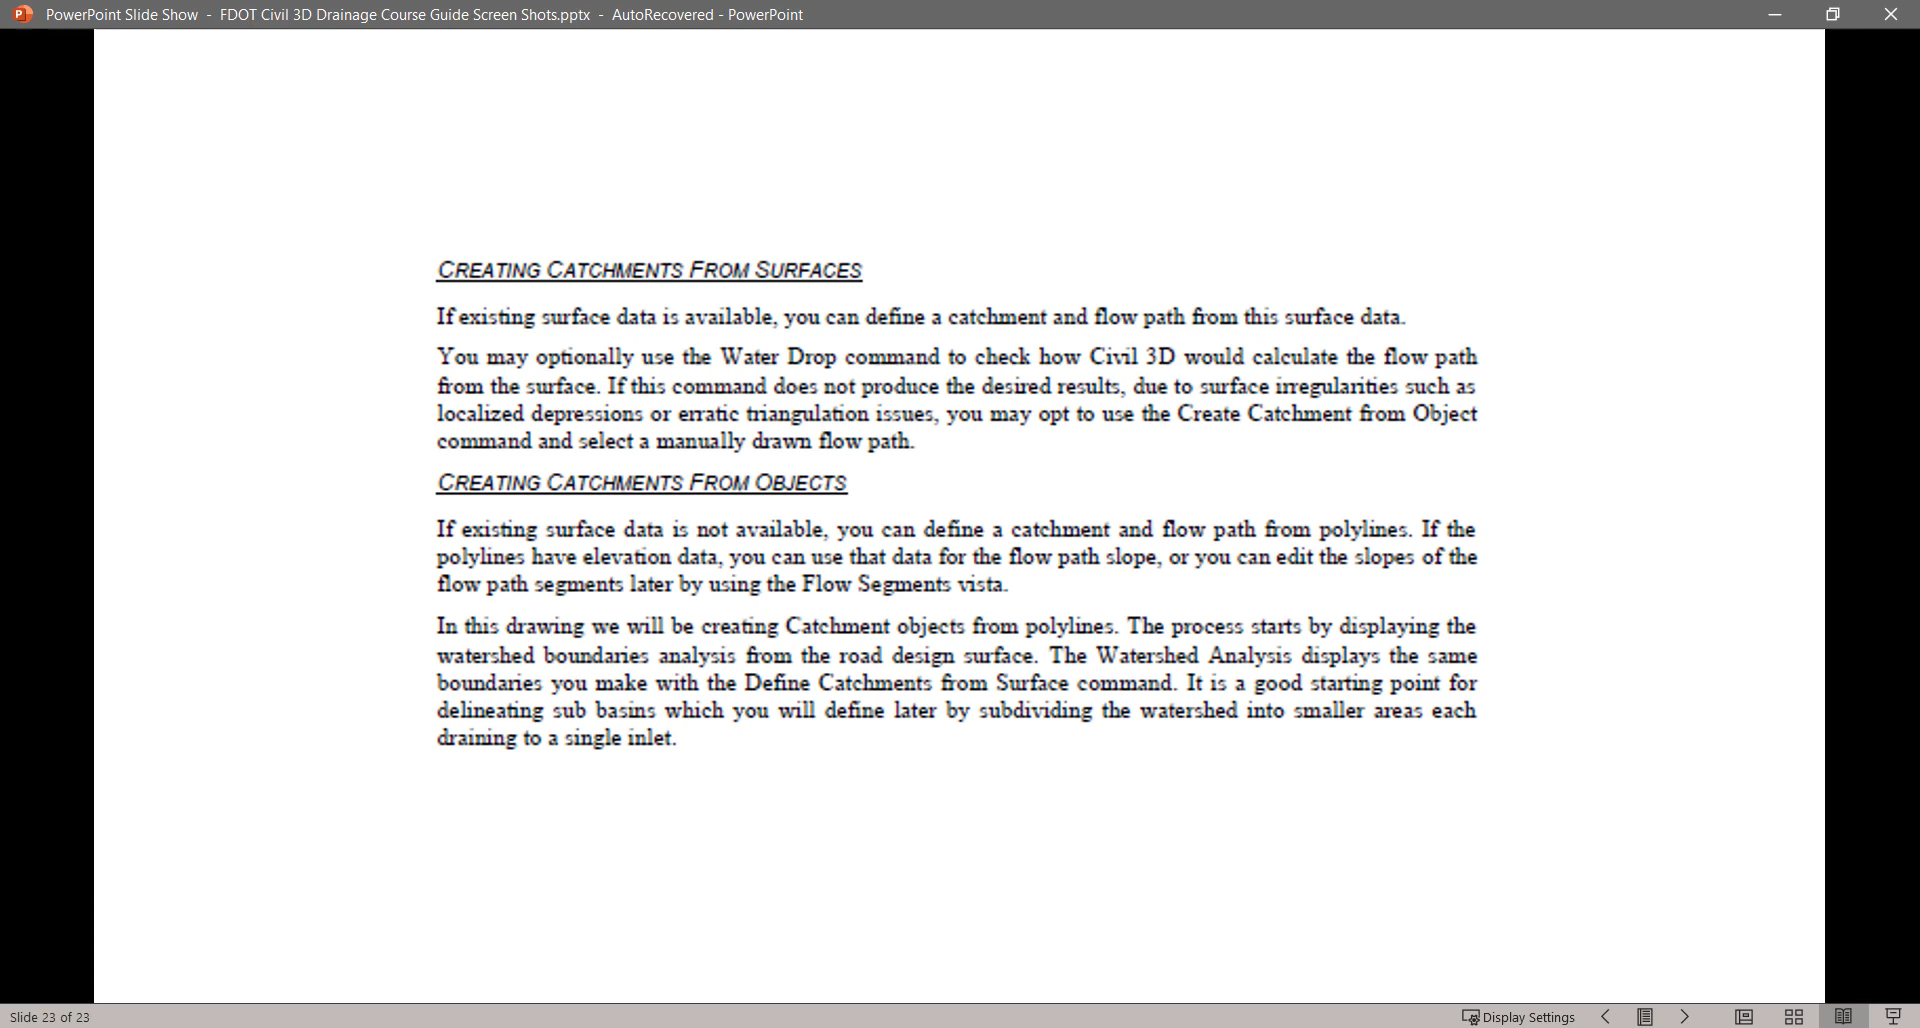 PowerPoint Slide Show - FDOT Civil 3D Drainage Course Guide Screen Shots.pptx - AutoRecovered - PowerPoint
CREATING CATCHMENTS FROM SURFACES
If existing surface data is available, you can define a catchment and flow path from this surface data.
You may optionally use the Water Drop command to check how Civil 3D would calculate the flow path
from the surface. If this command does not produce the desired results, due to surface irregularities such as
localized depressions or erratic triangulation issues, you may opt to use the Create Catchment from Object
command and select a manually drawn flow path.
CREATING CATCHMENTS FROM OBJECTS
If existing surface data is not available, you can define a catchment and flow path from polylines. If the
polylines have elevation data, you can use that data for the flow path slope, or you can edit the slopes of the
flow path segments later by using the Flow Segments vista.
In this drawing we will be creating Catchment objects from polylines. The process starts by displaying the
watershed boundaries analysis from the road design surface. The Watershed Analysis displays the same
boundaries you make with the Define Catchments from Surface command. It is a good starting point for
delineating sub basins which you will define later by subdividing the watershed into smaller areas each
draining to a single inlet.
Slide 23 of 23
Display Settings